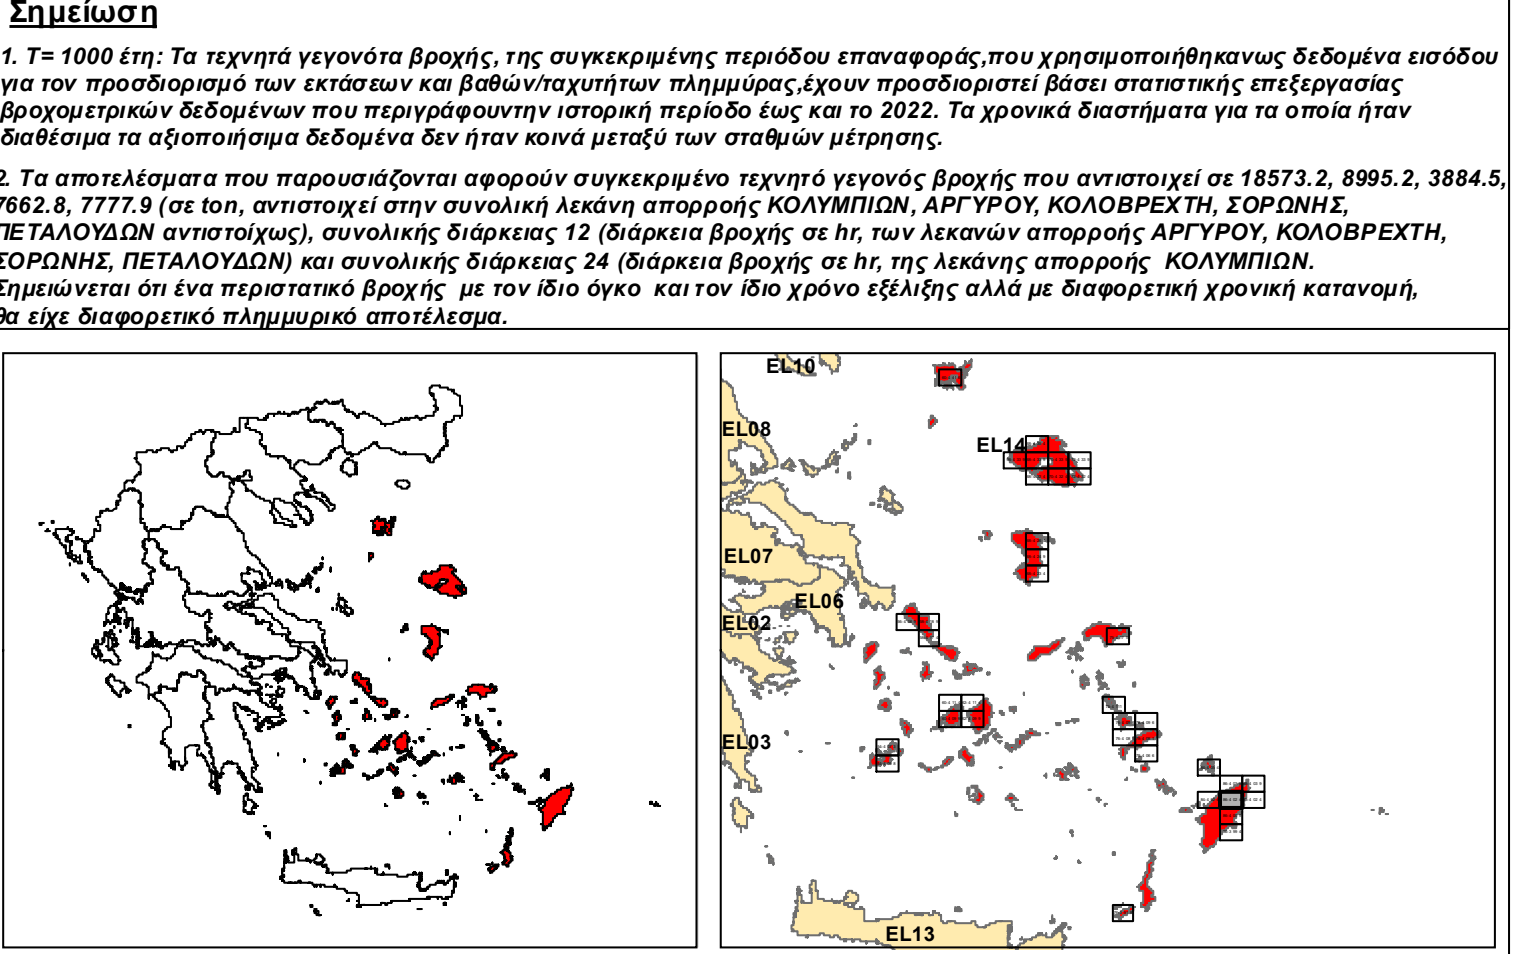 Σημείωση
1. Τ= 1000 έτη: Τα τεχνητά γεγονότα βροχής, της συγκεκριμένης περιόδου επαναφοράς,που χρησιμοποιήθηκανως δεδομένα εισόδου
για τον προσδιορισμό των εκτάσεων και βαθών/ταχυτήτων πλημμύρας,έχουν προσδιοριστεί βάσει στατιστικής επεξεργασίας
βροχομετρικών δεδομένων που περιγράφουντην ιστορική περίοδο έως και το 2022. Τα χρονικά διαστήματα για τα οποία ήταν
διαθέσιμα τα αξιοποιήσιμα δεδομένα δεν ήταν κοινά μεταξύ των σταθμών μέτρησης.
2. Τα αποτελέσματα που παρουσιάζονται αφορούν συγκεκριμένο τεχνητό γεγονός βροχής που αντιστοιχεί σε 18573.2, 8995.2, 3884.5,
7662.8, 7777.9 (σε ton, αντιστοιχεί στην συνολική λεκάνη απορροής ΚΟΛΥΜΠΙΩΝ, ΑΡΓΥΡΟΥ, ΚΟΛΟΒΡΕΧΤΗ, ΣΟΡΩΝΗΣ,
ΠΕΤΑΛΟΥΔΩΝ αντιστοίχως), συνολικής διάρκειας 12 (διάρκεια βροχής σε hr, των λεκανών απορροής ΑΡΓΥΡΟΥ, ΚΟΛΟΒΡΕΧΤΗ,
ΣΟΡΩΝΗΣ, ΠΕΤΑΛΟΥΔΩΝ) και συνολικής διάρκειας 24 (διάρκεια βροχής σε hr, της λεκάνης απορροής ΚΟΛΥΜΠΙΩΝ.
Σημειώνεται ότι ένα περιστατικό βροχής με τον ίδιο όγκο και τον ίδιο χρόνο εξέλιξης αλλά με διαφορετική χρονική κατανομή,
θα είχε διαφορετικό πλημμυρικό αποτέλεσμα.
EL10
EL08
EL14
EL07
EL06
EL02
EL03
EL13